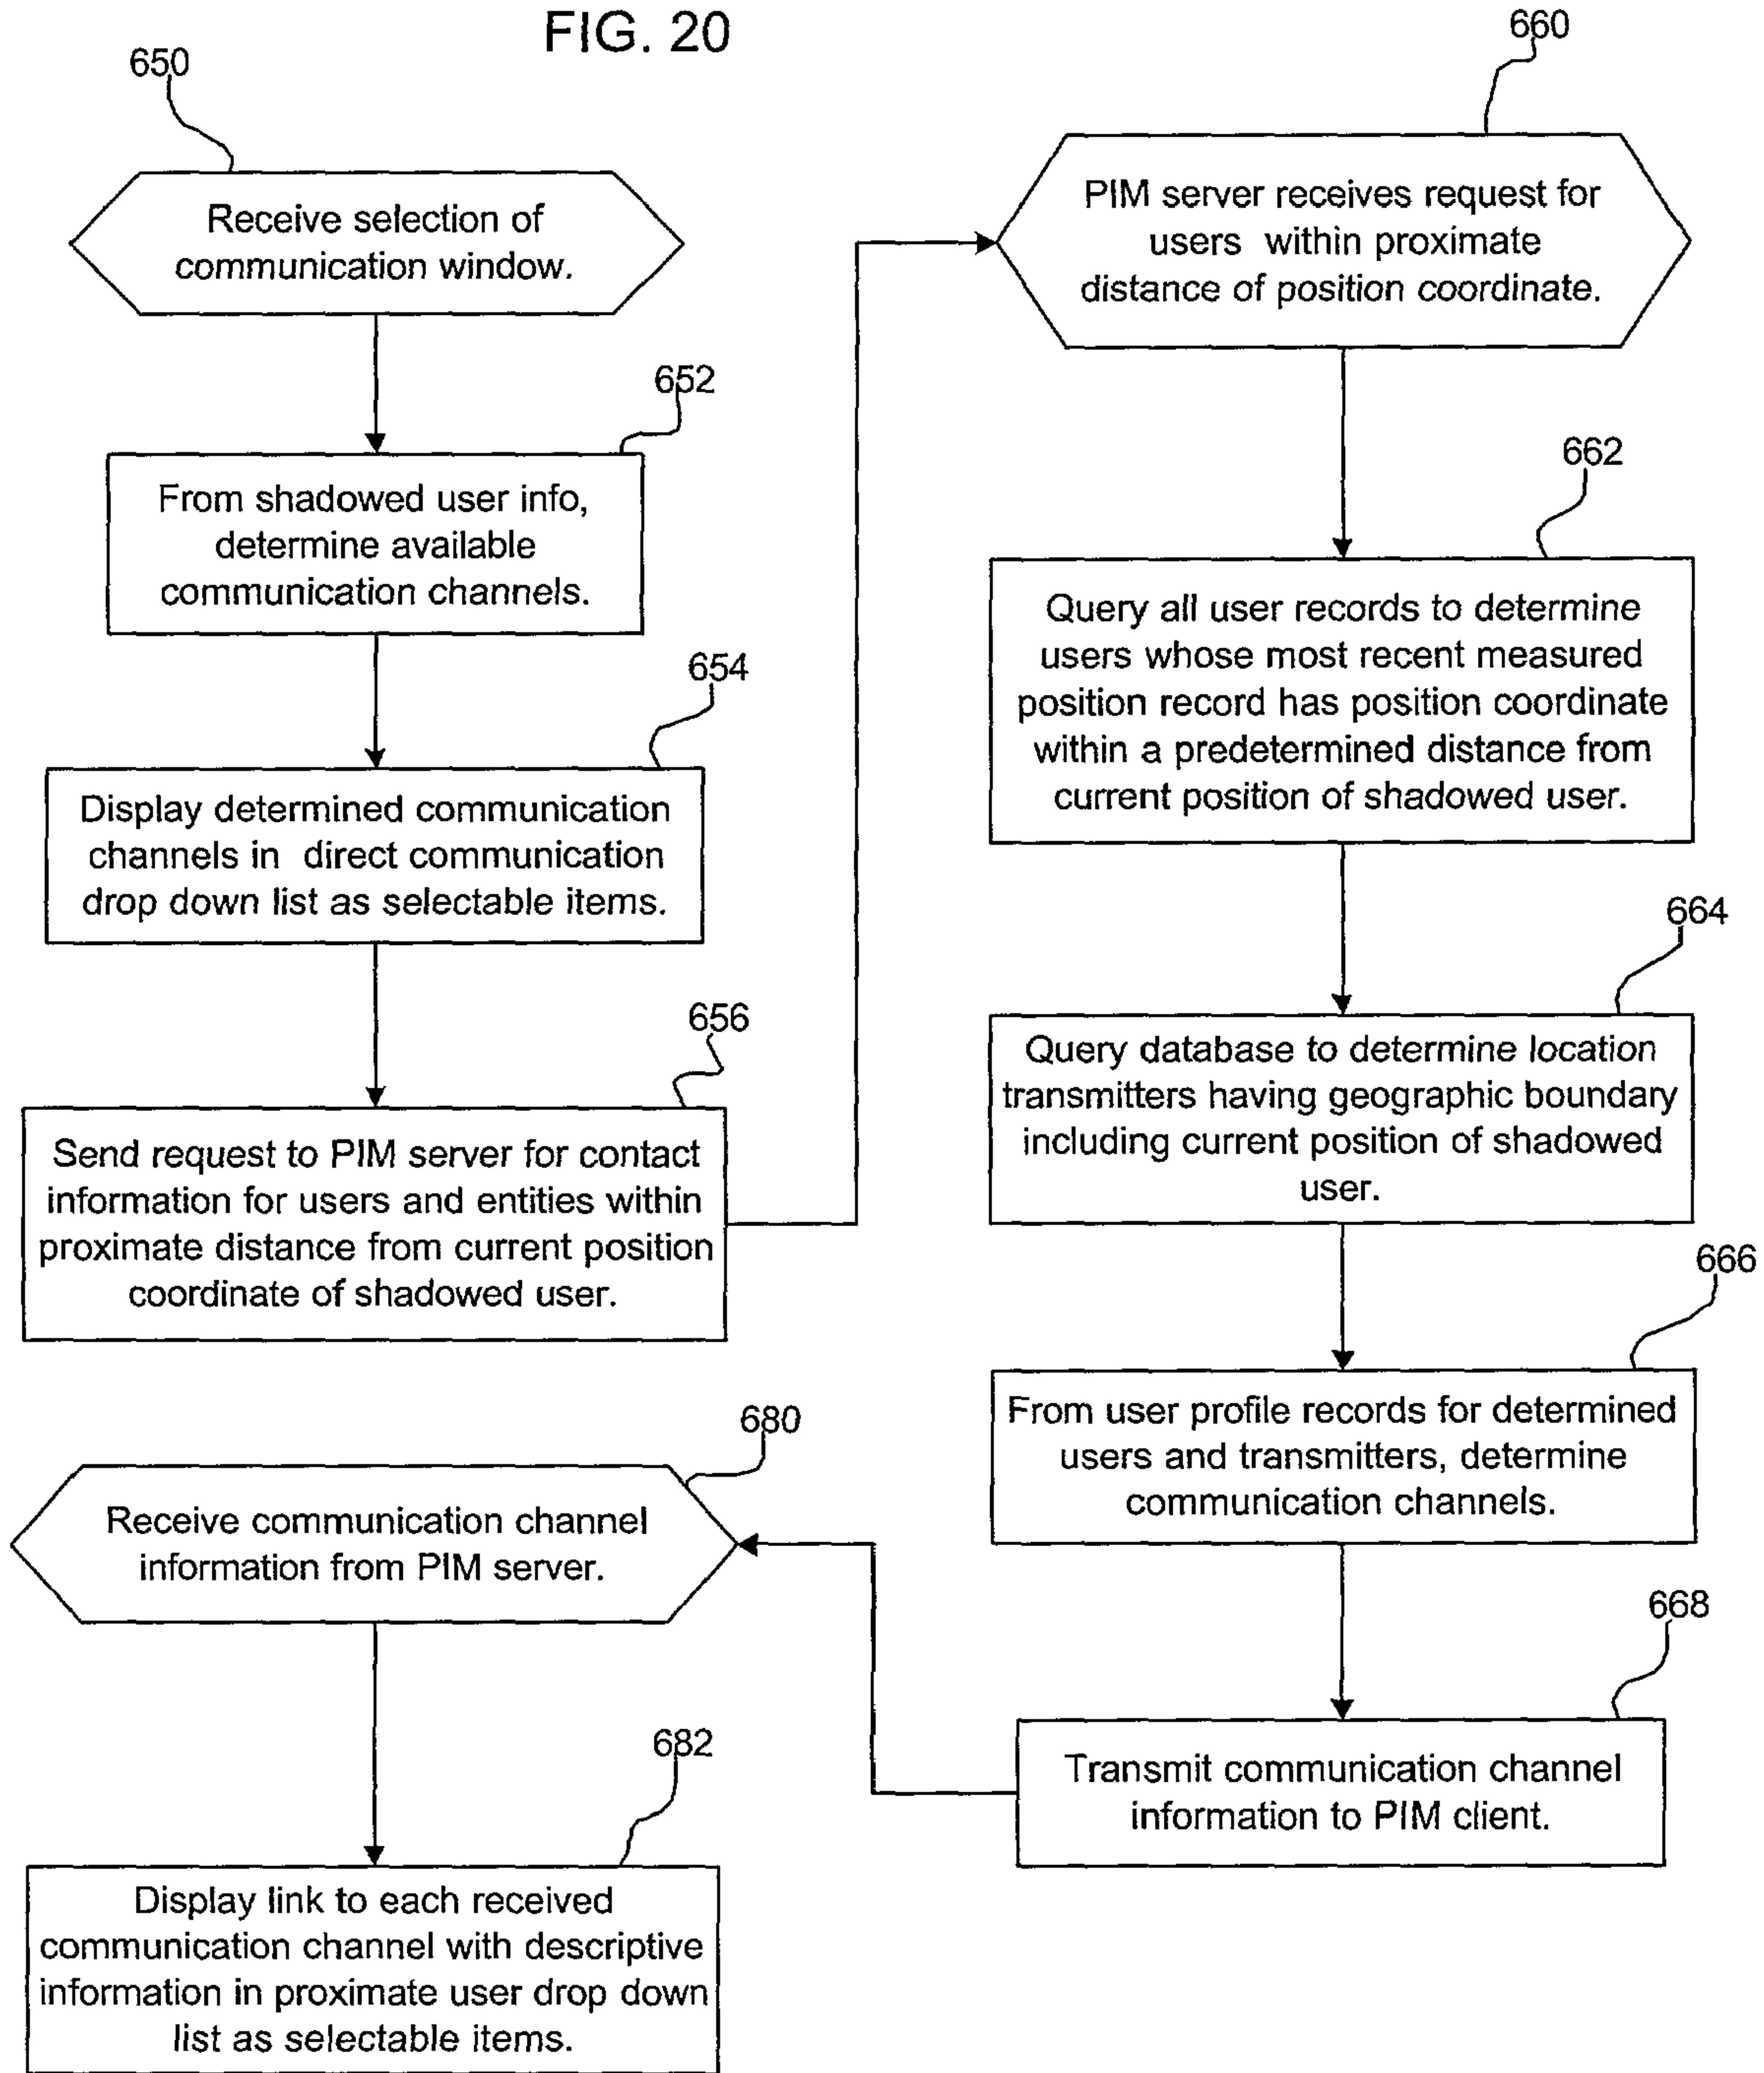 FIG. 20
650
Receive selection of
communication window.
652
From shadowed user info,
determine available
communication channels.
654
Display determined communication
channels in direct communication
drop down list as selectable items.
656
Send request to PIM server for contact
information for users and entities within
proximate distance from current position
coordinate of shadowed user.
660
PIM server receives request for
users within proximate
distance of position coordinate.
662
Query all user records to determine
users whose most recent measured
position record has position coordinate
within a predetermined distance from
current position of shadowed user.
664
Query database to determine location
transmitters having geographic boundary
including current position of shadowed
user.
666
From user profile records for determined
users and transmitters, determine
communication channels.
668
Transmit communication channel
information to PIM client.
680
Receive communication channel
information from PIM server.
682
Display link to each received
communication channel with descriptive
information in proximate user drop down
list as selectable items.